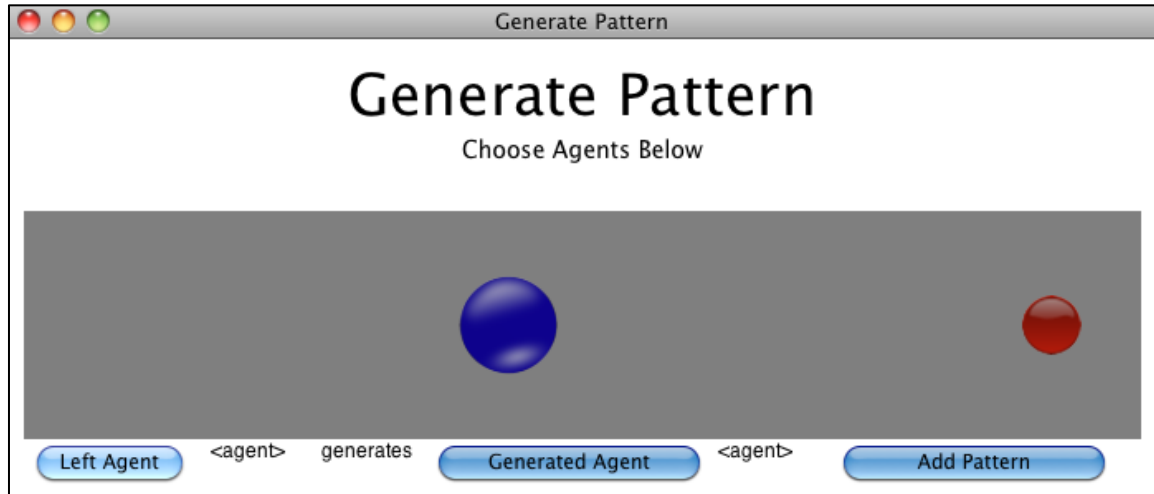 Generate Pattern
Generate Pattern
Choose Agents Below
Left Agent <agent> generates Generated Agent <agent> Add Pattern